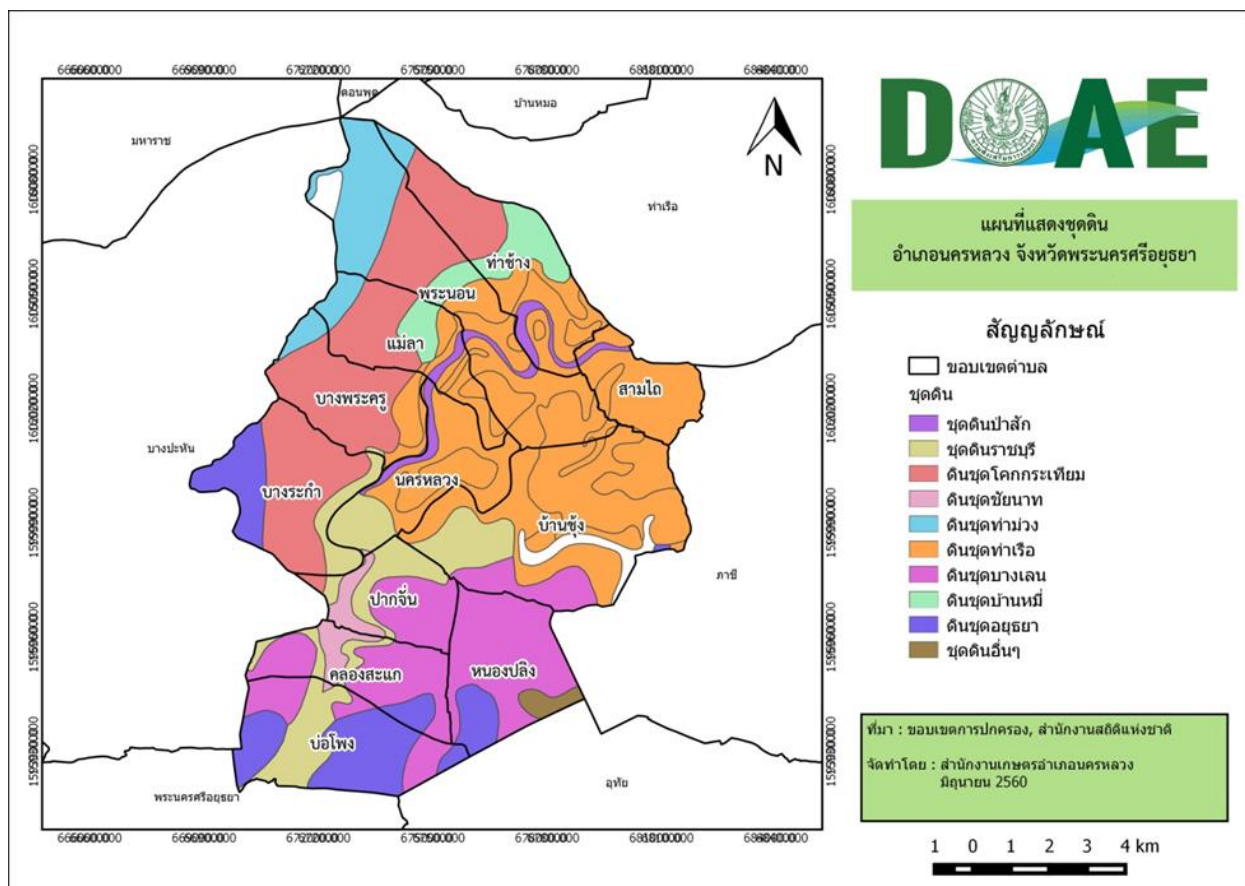 DOAE
แผนที่แสดงชุดดิน
อำเภอนครหลวง จังหวัดพระนครศรีอยุธยา
สัญญลักษณ์
ขอบเขตตำบล
ชุดดิน
ชุดดินป่าสัก
ชุดดินราชบุรี
ดินชุดโคกกระเทียม
ดินชุดชัยนาท
ดินชุดท่าม่วง
ดินชุดท่าเรือ
ดินชุดบางเลน
ดินชุดบ้านหมี่
ดินชุดอยุธยา
ชุดดินอื่นๆ
ที่มา : ขอบเขตการปกครอง, สำนักงานสถิติแห่งชาติ
จัดทำโดย : สำนักงานเกษตรอำเภอนครหลวง
มิถุนายน 2560
1 0 1 2 3 4 km
N
ดอนพุด
บ้านหมอ
มหาราช
ท่าเรือ
ท่าช้าง
พระนอน
แม่ลา
สามไถ
บางพระครู
บางปะหัน
นครหลวง
บางระกำ
บ้านชุ้ง
ภาชี
ปากจั่น
คลองสะแก
หนองปลิง
บ่อโพง
พระนครศรีอยุธยา
อุทัย